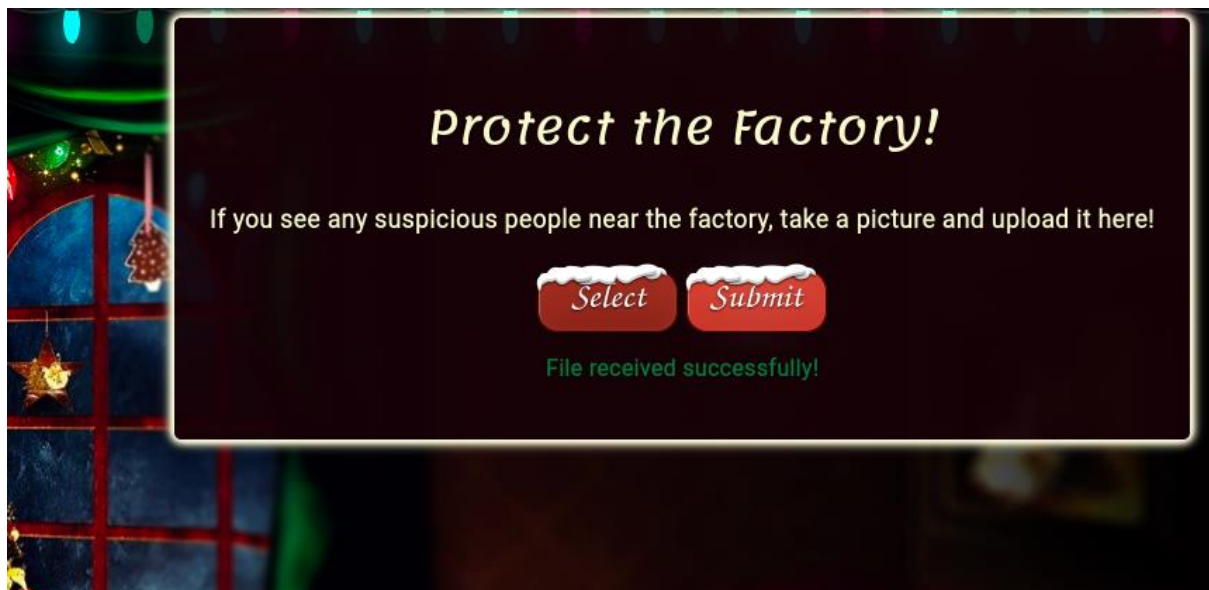 Protect the Factory!
If you see any suspicious people near the factory, take a picture and upload it here!
Select Submit
File received successfully!